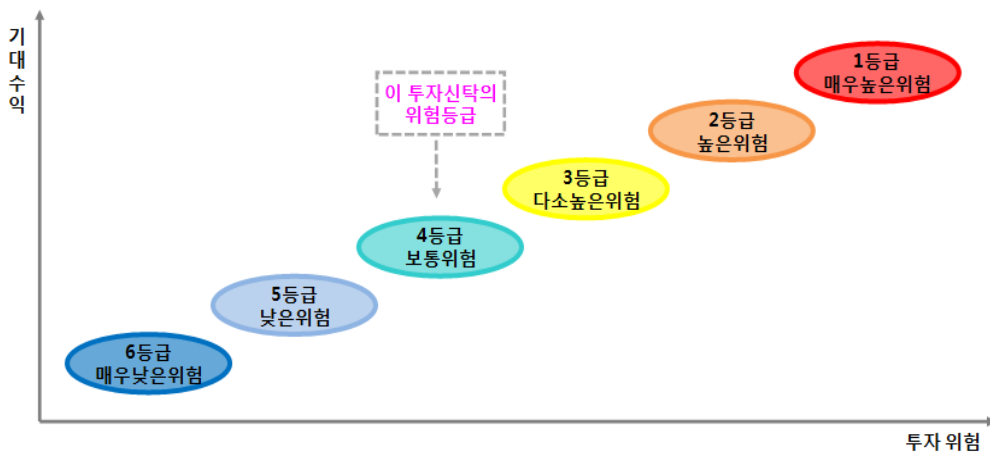 기
대
수
익
1등급
매우높은위험
이 투자신탁의
위험등급
2등급
높은위험
3등급
다소높은위험
4등급
보통위험
5등급
낮은위험
6등급
매우낮은위험
투자 위험